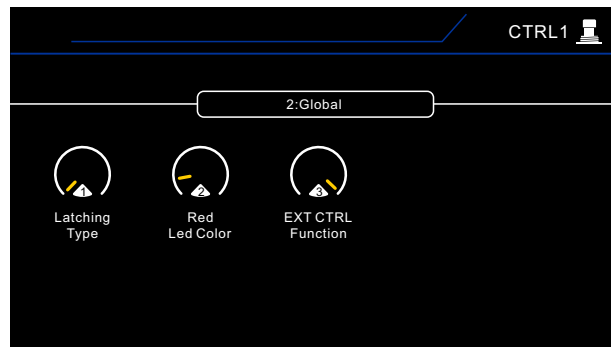 CTRL1
2:Global
1
2
3
Latching
Type
Red
Led Color
EXT CTRL
Function